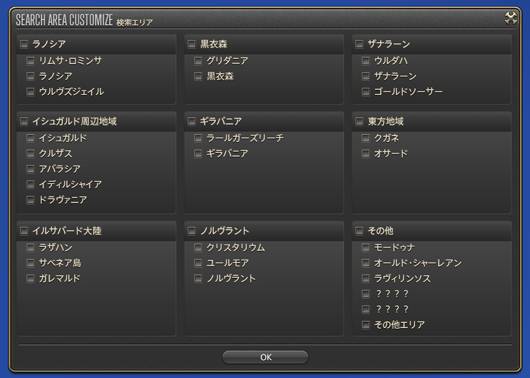 SEARCH AREA CUSTOMIZE 検索エリア
ラノシア
リムサ・ロミンサ
ラノシア
ウルヴズジェイル
黒衣森
グリダニア
黒衣森
ザナラーン
ウルダハ
ザナラーン
ゴールドソーサー
イシュガルド周辺地域
イシュガルド
クルザス
アバラシア
イディルシャイア
ドラヴァニア
ギラバニア
ラールガーズリーチ
ギラバニア
東方地域
クガネ
オサード
イルサバード大陸
ラザハン
サベネア島
ガレマルド
ノルヴラント
クリスタリウム
ユールモア
ノルヴラント
その他
モードゥナ
オールド・シャーレアン
ラヴィリンソス
？？？？
？？？？
その他エリア
OK